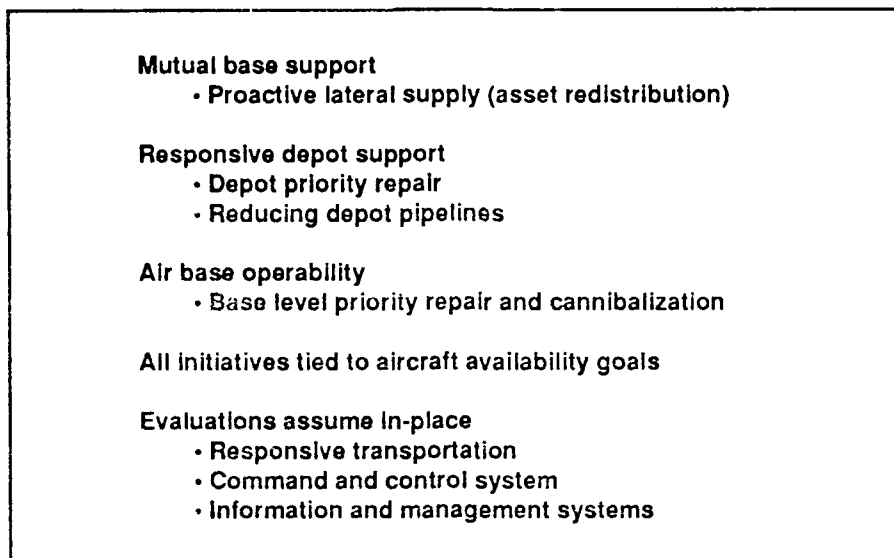 Mutual base support
• Proactive lateral supply (asset redistribution)
Responsive depot support
• Depot priority repair
• Reducing depot pipelines
Air base operability
• Base level priority repair and cannibalization
All initiatives tied to aircraft availability goals
Evaluations assume in-place
• Responsive transportation
• Command and control system
• Information and management systems